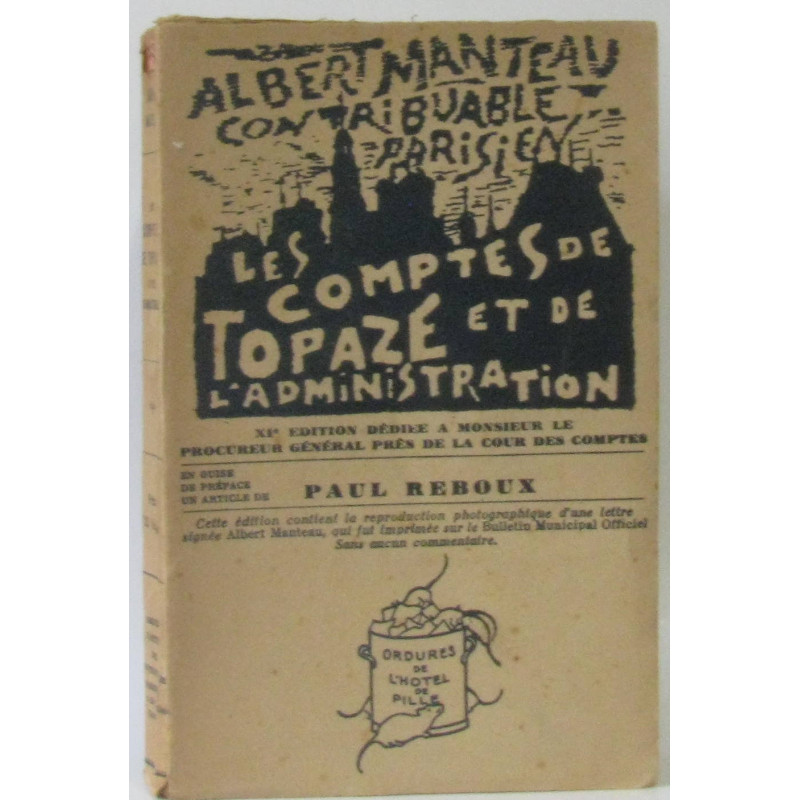 ALBERT MANTEAU
CONTRIBUABLE
PARISIEN
LES
COMPTES DE
TOPAZE ET DE
L'ADMINISTRATION
XIe EDITION DÉDIÉE A MONSIEUR LE
PROCUREUR GÉNÉRAL PRÈS DE LA COUR DES COMPTES
EN GUISE
DE PRÉFACE
UN ARTICLE DE
PAUL REBOUX
Cette édition contient la reproduction photographique d'une lettre
signée Albert Manteau, qui fut imprimée sur le Bulletin Municipal Officiel
Sans aucun commentaire.
ORDURES
DE
L'HOTEL
DE
PILLE